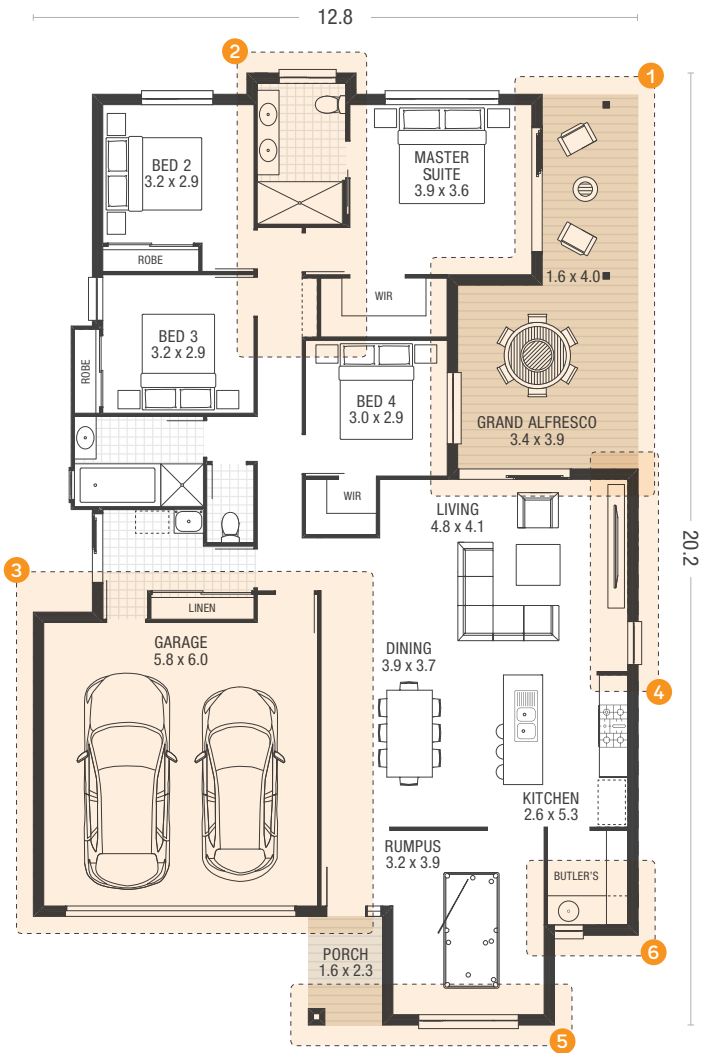 12.8
2
1
BED 2
3.2 x 2.9
MASTER
SUITE
3.9 x 3.6
ROBE
1.6 x 4.0
WIR
BED 3
3.2 x 2.9
ROBE
BED 4
3.0 x 2.9
GRAND ALFRESCO
3.4 x 3.9
WIR
LIVING
4.8 x 4.1
20.2
3
LINEN
GARAGE
5.8 x 6.0
DINING
3.9 x 3.7
4
KITCHEN
2.6 x 5.3
RUMPUS
3.2 x 3.9
BUTLER'S
6
PORCH
1.6 x 2.3
5